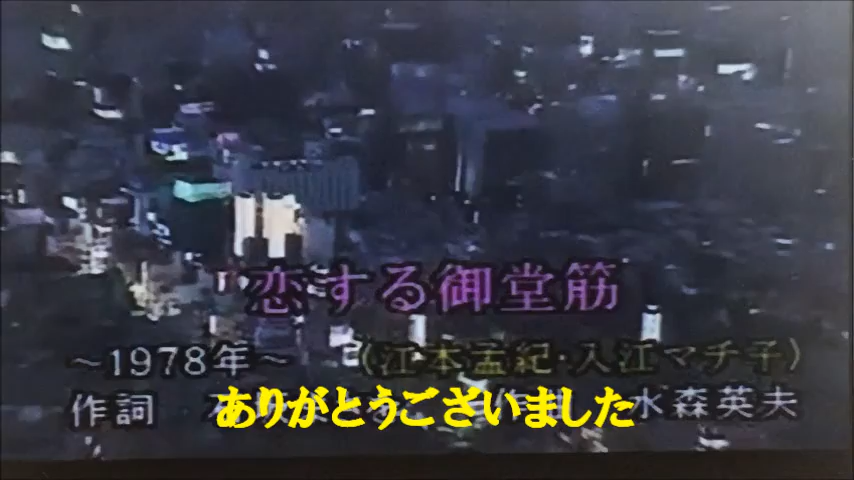 『恋する御堂筋
～1978年～ (江本孟紀・入江マチ子)
作詞 水森英夫
ありがとうございました